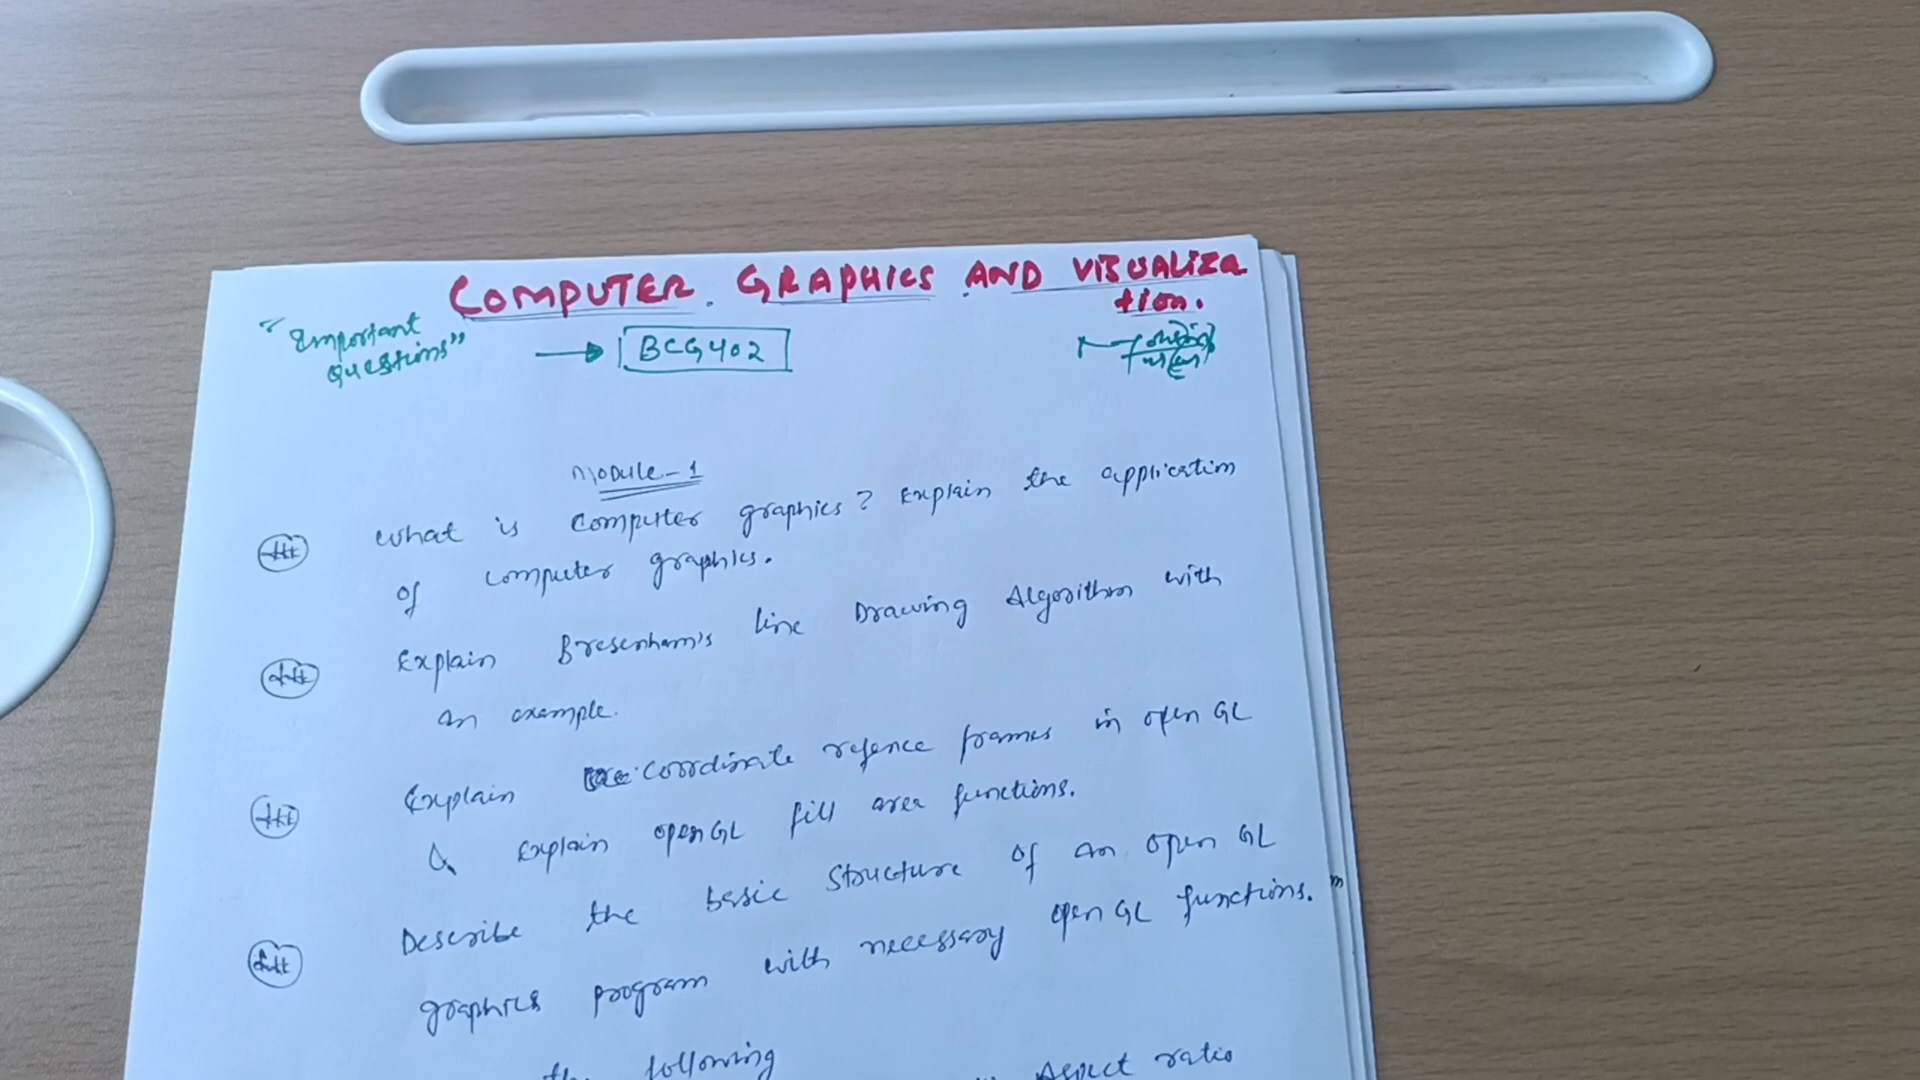 COMPUTER GRAPHICS AND VISUALIZA
tion.
"Important
Questions"
BCG402
Module-1
What is computer graphics? Explain the application
of computer graphics.
Explain Bresenham's line Drawing Algorithm with
an example.
Explain coordinate refence frames in open GL
& Explain open GL fill area functions.
Describe the basic structure of an open GL
graphics program with necessary open GL functions.
the following Aspect ratio